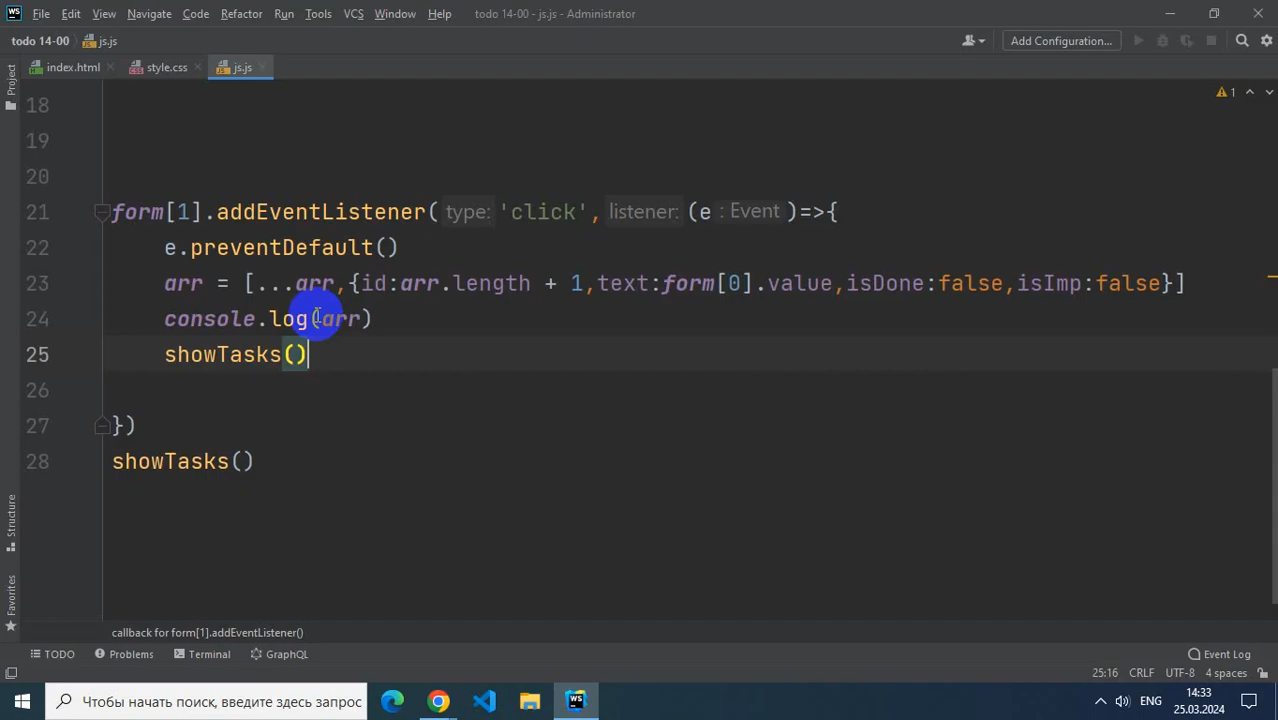 WS File Edit View Navigate Code Refactor Run Tools VCS Window Help todo 14-00 - js.js - Administrator
todo 14-00 js.js Add Configuration...
index.html style.css js.js
Project
1
18
19
20
21 form[1].addEventListener( type: 'click', listener: (e : Event )=>{
22 e.preventDefault()
23 arr = [...arr,{id:arr.length + 1,text:form[0].value,isDone:false,isImp:false}]
24 console.log(arr)
25 showTasks()
26
27 })
28 showTasks()
Structure
Favorites
callback for form[1].addEventListener()
TODO Problems Terminal GraphQL Event Log
25:16 CRLF UTF-8 4 spaces
Чтобы начать поиск, введите здесь запрос
WS
ENG
14:33
25.03.2024